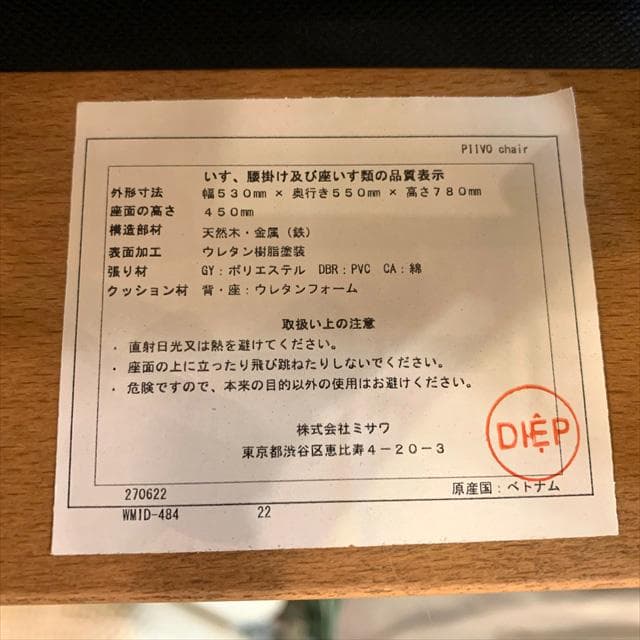 PIIVO chair
いす、腰掛け及び座いす類の品質表示
外形寸法 幅530mm × 奥行き550mm × 高さ780mm
座面の高さ 450mm
構造部材 天然木・金属(鉄)
表面加工 ウレタン樹脂塗装
張り材 GY:ポリエステル DBR:PVC CA:綿
クッション材 背・座:ウレタンフォーム
取扱い上の注意
・ 直射日光又は熱を避けてください。
・ 座面の上に立ったり飛び跳ねたりしないでください。
・ 危険ですので、本来の目的以外の使用はお避けください。
株式会社ミサワ
東京都渋谷区恵比寿4-20-3
DIỆP
270622 原産国:ベトナム
WMID-484 22